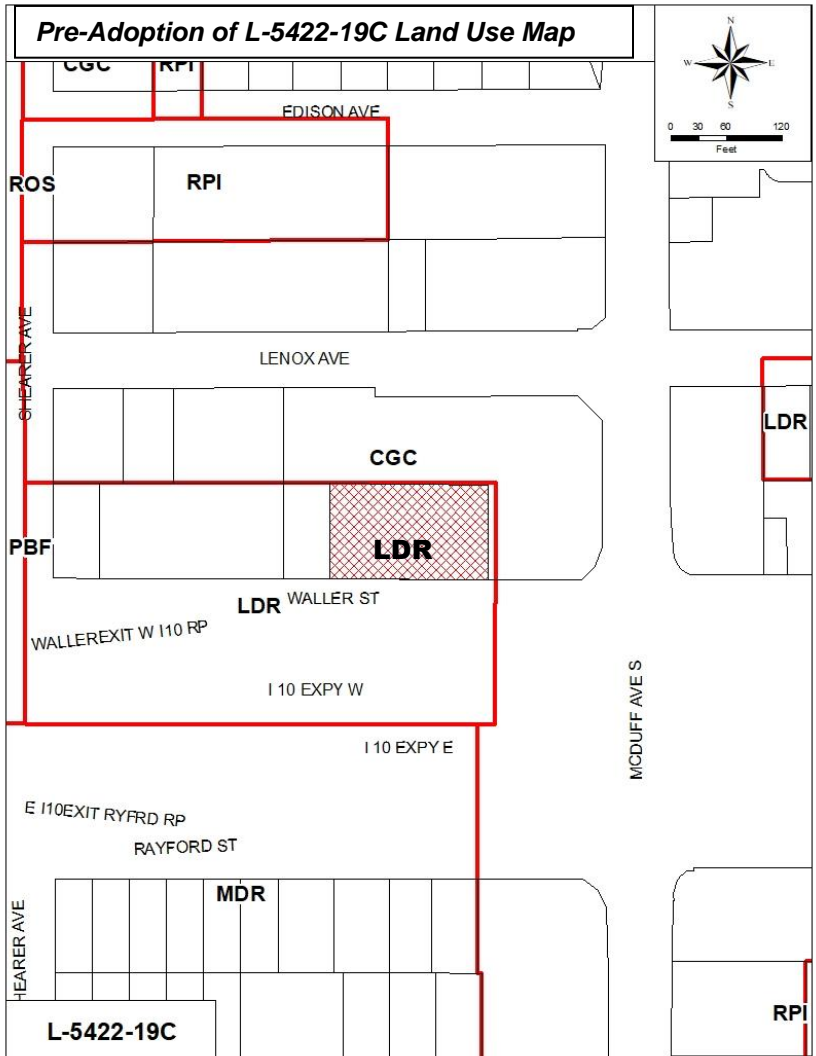 Pre-Adoption of L-5422-19C Land Use Map
N
W E
S
0 30 60 120
Feet
CGC RPI
EDISON AVE
ROS RPI
SHEARER AVE
LENOX AVE
LDR
CGC
PBF
LDR
LDR WALLER ST
WALLEREXIT W I10 RP
I 10 EXPY W
MCDUFF AVE S
I 10 EXPY E
E I10EXIT RYFRD RP
RAYFORD ST
MDR
HEARER AVE
RPI
L-5422-19C